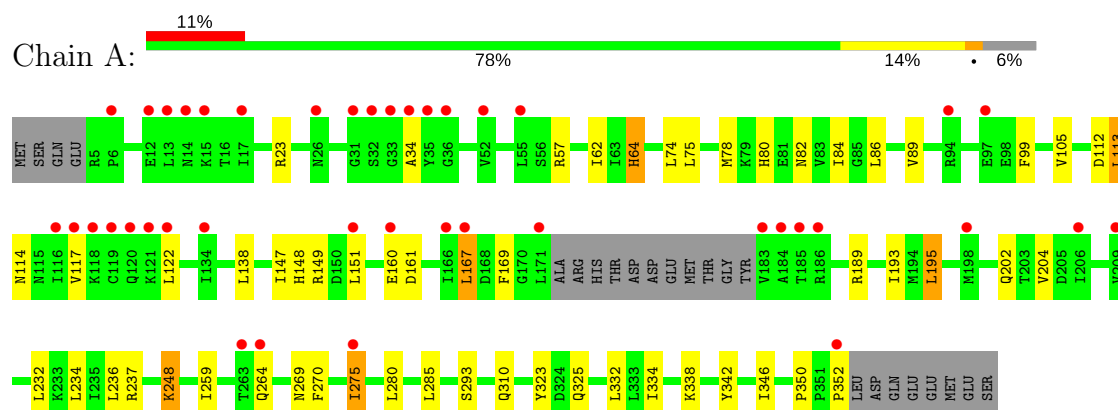 11%
Chain A:
78% 14% • 6%
MET SER GLN GLU R5 P6 E12 L13 N14 K15 T16 I17 R23 N26 G31 S32 G33 A34 Y35 G36 V52 L55 S56 R57 I62 I63 H64 L74 L75 M78 K79 H80 E81 N82 V83 I84 G85 L86 V89 R94 E97 E98 F99 V105 D112 L113
N114 N115 I116 V117 K118 C119 Q120 K121 L122 I134 L138 I147 H148 R149 D150 L151 E160 D161 I166 L167 D168 F169 G170 L171 ALA ARG HIS THR ASP ASP GLU MET THR GLY TYR V183 A184 T185 R186 R189 I193 M194 L195 M198 Q202 T203 V204 D205 I206 V209
L232 K233 L234 I235 L236 R237 K248 I259 T263 Q264 N269 F270 I275 L280 L285 S293 Q310 Y323 D324 Q325 L332 L333 I334 K338 Y342 I346 P350 P351 P352 LEU ASP GLN GLU GLU MET GLU SER